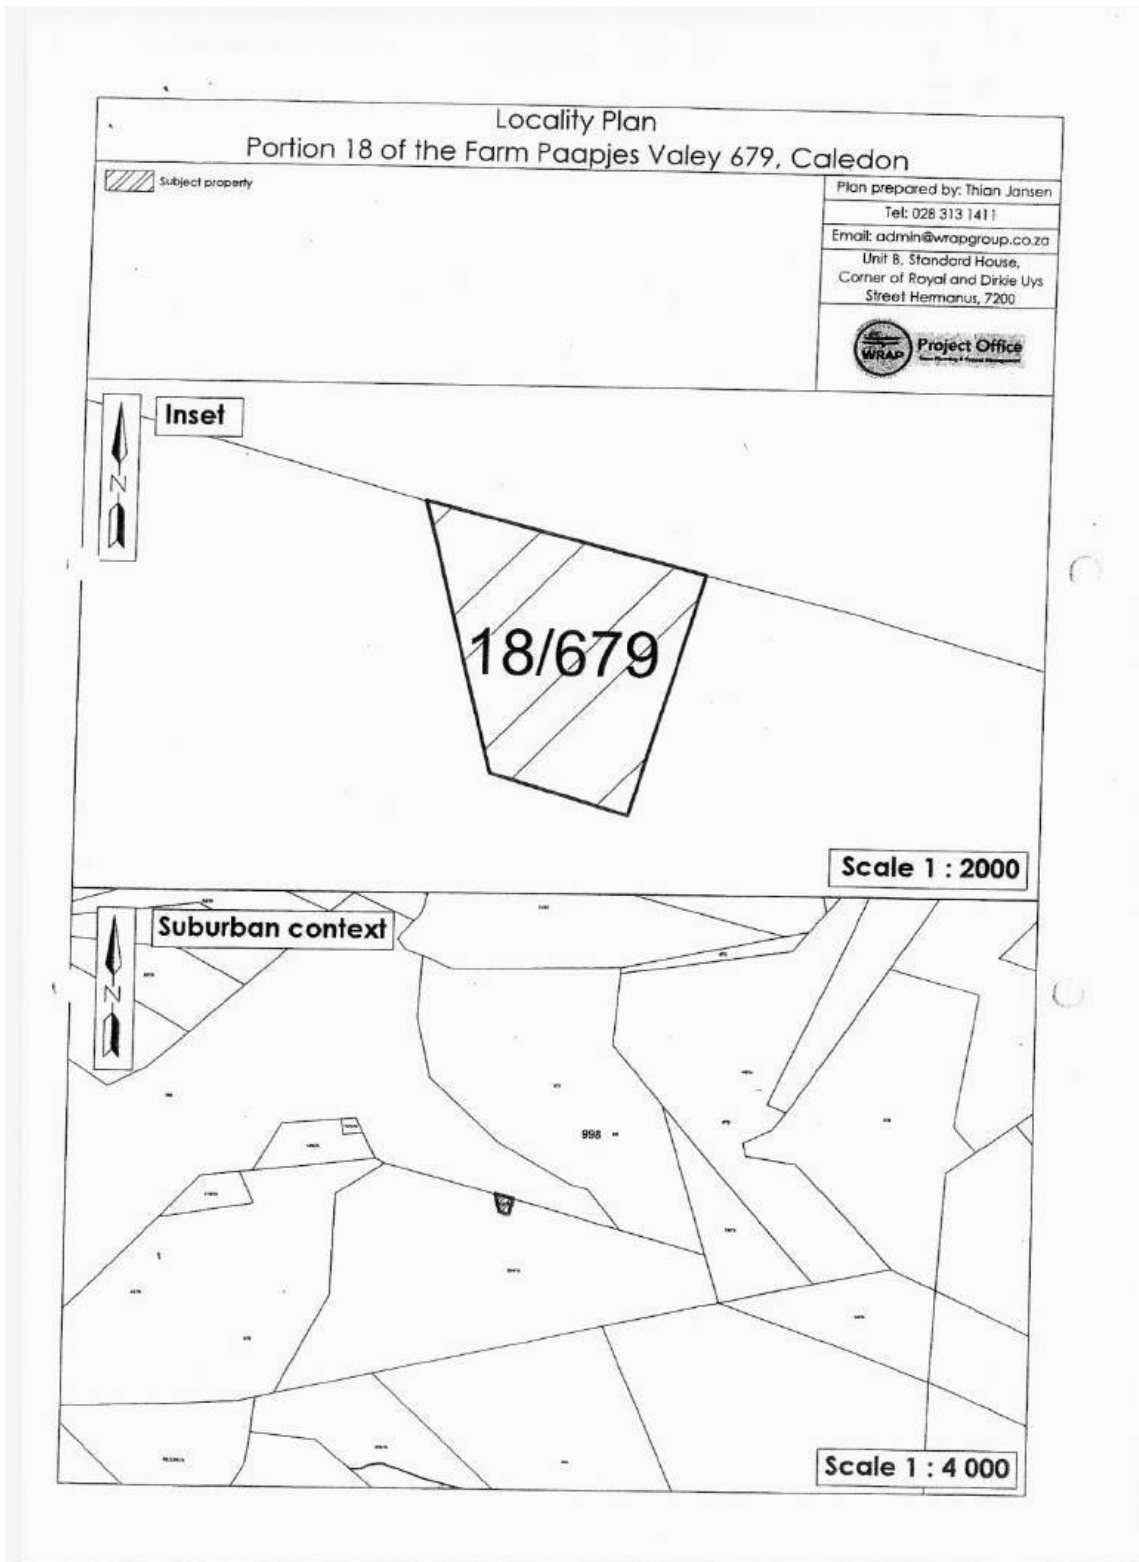 Locality Plan
Portion 18 of the Farm Paapjes Valey 679, Caledon
Subject property
Plan prepared by: Thian Jansen
Tel: 028 313 1411
Email: admin@wrapgroup.co.za
Unit B, Standard House,
Corner of Royal and Dirkie Uys
Street Hermanus, 7200
WRAP
Project Office
Inset
N
18/679
Scale 1 : 2000
Suburban context
N
998
Scale 1 : 4 000